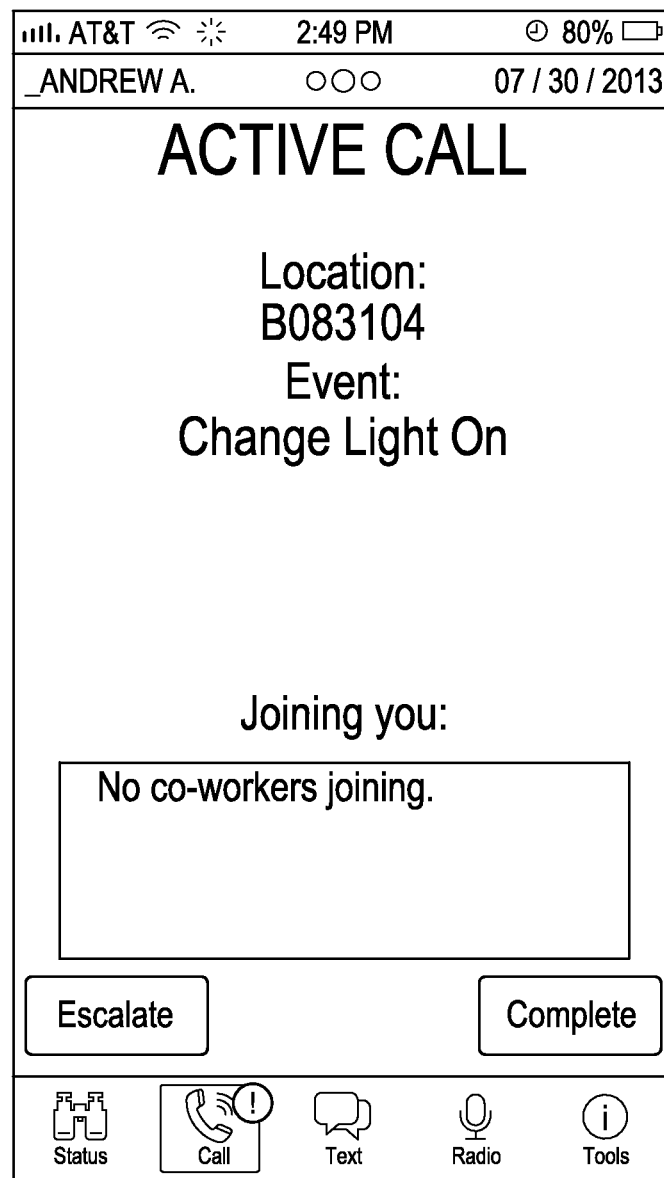 AT&T 2:49 PM 80%
_ANDREW A. 07 / 30 / 2013
ACTIVE CALL
Location:
B083104
Event:
Change Light On
Joining you:
No co-workers joining.
Escalate Complete
!
i
Status Call Text Radio Tools